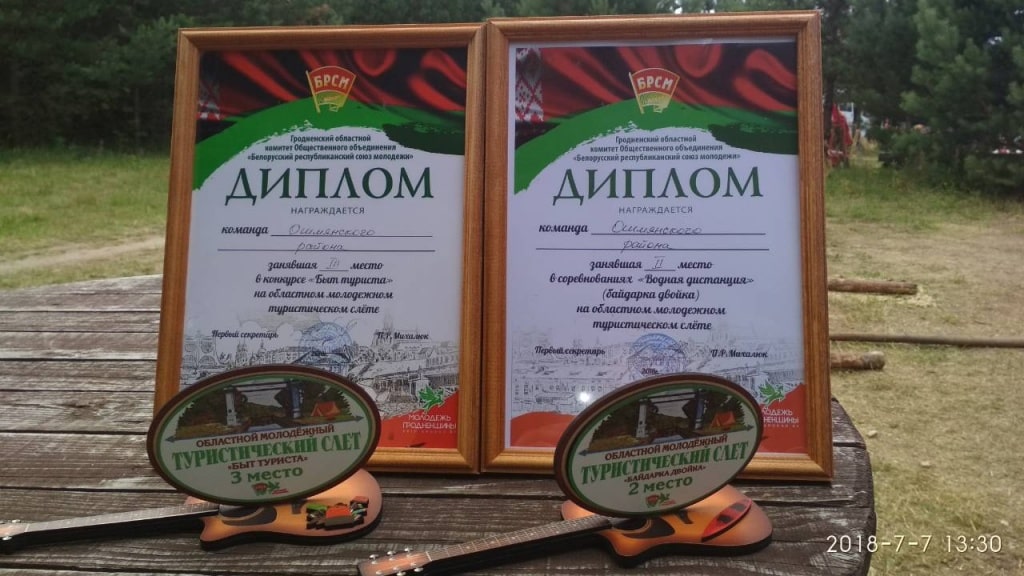 БРСМ
Гродненский областной
комитет Общественного объединения
«Белорусский республиканский союз молодежи»
ДИПЛОМ
НАГРАЖДАЕТСЯ
команда Ошмянского
района
занявшая III место
в конкурсе «Быт туриста»
на областном молодежном
туристическом слёте
Первый секретарь П.Р.Михалюк
МОЛОДЕЖЬ
ГРОДНЕНЩИНЫ
БРСМ
Гродненский областной
комитет Общественного объединения
«Белорусский республиканский союз молодежи»
ДИПЛОМ
НАГРАЖДАЕТСЯ
команда Ошмянского
района
занявшая II место
в соревнованиях «Водная дистанция»
(байдарка двойка)
на областном молодежном
туристическом слёте
Первый секретарь П.Р.Михалюк
МОЛОДЕЖЬ
ГРОДНЕНЩИНЫ
ОБЛАСТНОЙ МОЛОДЁЖНЫЙ
ТУРИСТИЧЕСКИЙ СЛЕТ
«БЫТ ТУРИСТА»
3 место
ОБЛАСТНОЙ МОЛОДЁЖНЫЙ
ТУРИСТИЧЕСКИЙ СЛЕТ
«БАЙДАРКА ДВОЙКА»
2 место
2018-7-7 13:30